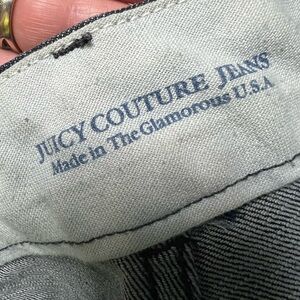 JUICY COUTURE JEANS
Made in The Glamorous U.S.A